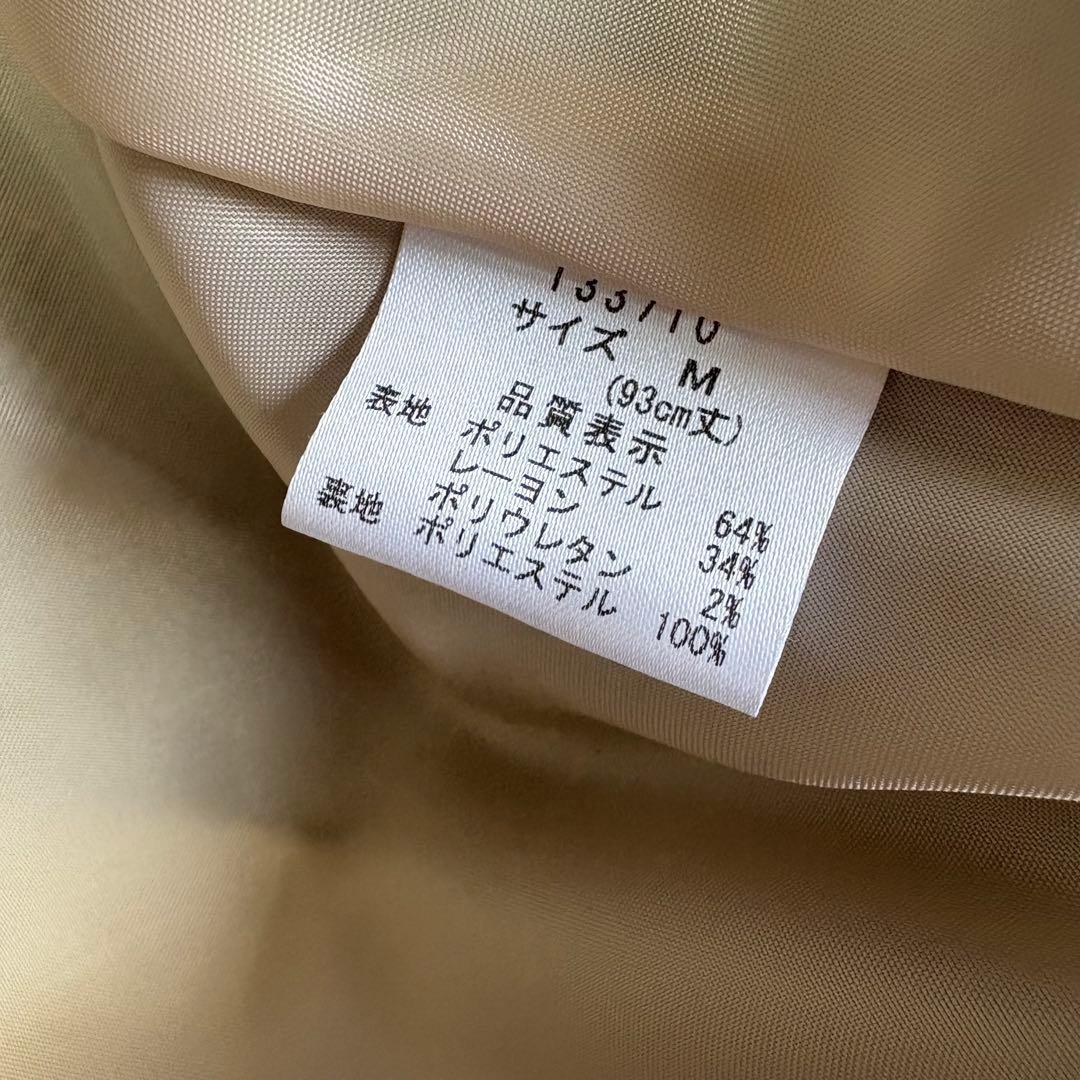 133710
サイズ M
(93cm丈)
品質表示
表地 ポリエステル 64%
レーヨン 34%
ポリウレタン 2%
裏地 ポリエステル 100%